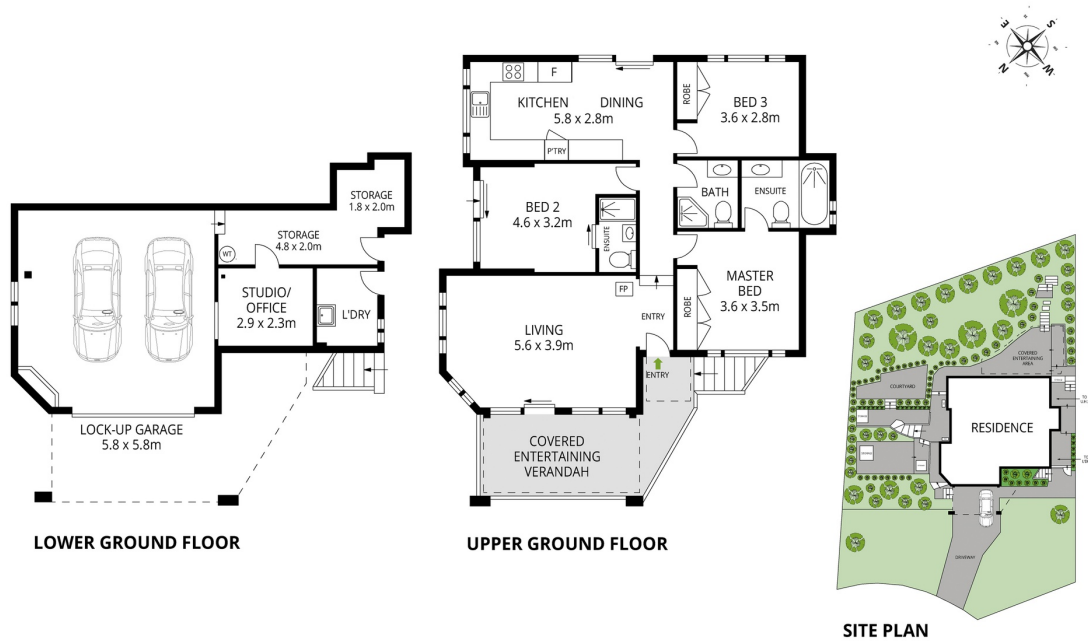 E
S
N
W
STORAGE
1.8 x 2.0m
STORAGE
4.8 x 2.0m
WT
STUDIO/
OFFICE
2.9 x 2.3m
L'DRY
LOCK-UP GARAGE
5.8 x 5.8m
LOWER GROUND FLOOR
F
KITCHEN DINING
5.8 x 2.8m
P'TRY
ROBE
BED 3
3.6 x 2.8m
BED 2
4.6 x 3.2m
ENSUITE
BATH
ENSUITE
MASTER
BED
3.6 x 3.5m
ROBE
FP
LIVING
5.6 x 3.9m
ENTRY
ENTRY
COVERED
ENTERTAINING
VERANDAH
UPPER GROUND FLOOR
COVERED
ENTERTAINING
AREA
COURTYARD
RESIDENCE
DRIVEWAY
SITE PLAN